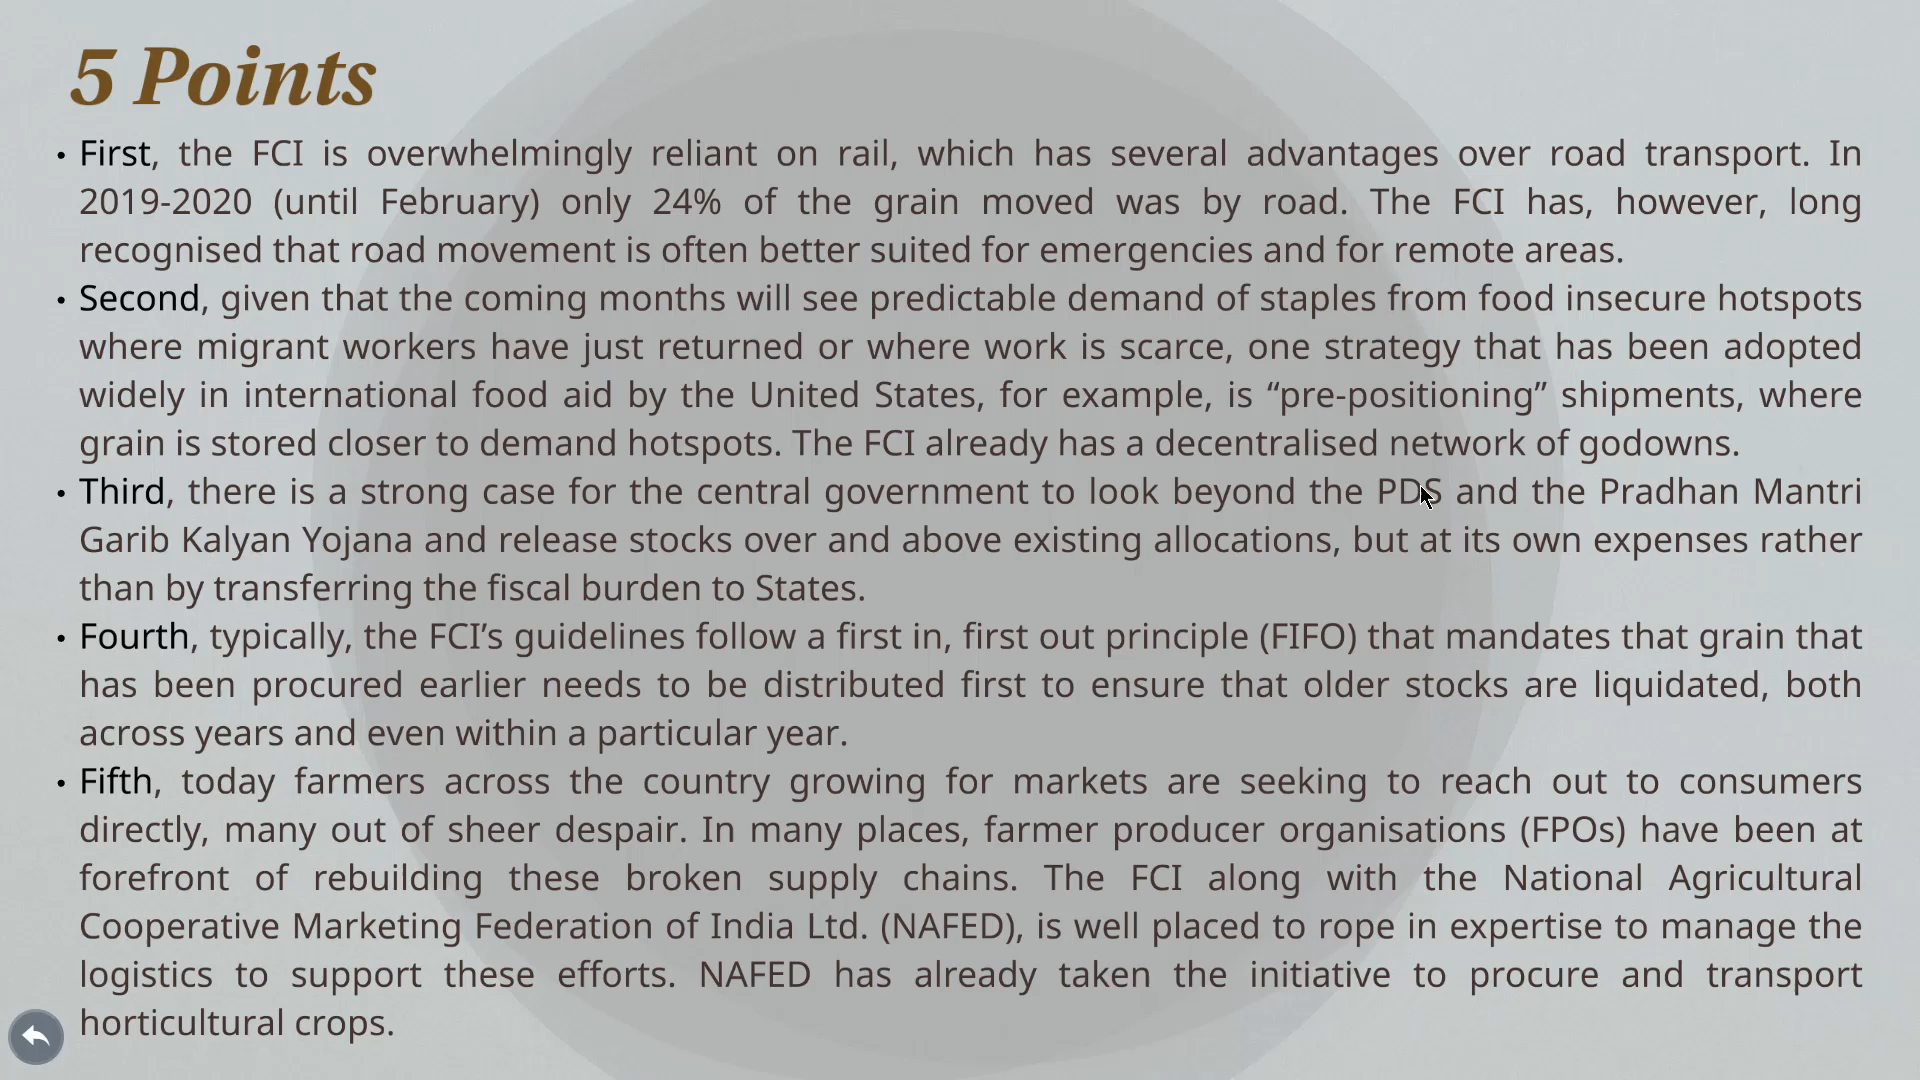 5 Points
• First, the FCI is overwhelmingly reliant on rail, which has several advantages over road transport. In
2019-2020 (until February) only 24% of the grain moved was by road. The FCI has, however, long
recognised that road movement is often better suited for emergencies and for remote areas.
• Second, given that the coming months will see predictable demand of staples from food insecure hotspots
where migrant workers have just returned or where work is scarce, one strategy that has been adopted
widely in international food aid by the United States, for example, is “pre-positioning” shipments, where
grain is stored closer to demand hotspots. The FCI already has a decentralised network of godowns.
• Third, there is a strong case for the central government to look beyond the PDS and the Pradhan Mantri
Garib Kalyan Yojana and release stocks over and above existing allocations, but at its own expenses rather
than by transferring the fiscal burden to States.
• Fourth, typically, the FCI’s guidelines follow a first in, first out principle (FIFO) that mandates that grain that
has been procured earlier needs to be distributed first to ensure that older stocks are liquidated, both
across years and even within a particular year.
• Fifth, today farmers across the country growing for markets are seeking to reach out to consumers
directly, many out of sheer despair. In many places, farmer producer organisations (FPOs) have been at
forefront of rebuilding these broken supply chains. The FCI along with the National Agricultural
Cooperative Marketing Federation of India Ltd. (NAFED), is well placed to rope in expertise to manage the
logistics to support these efforts. NAFED has already taken the initiative to procure and transport
horticultural crops.